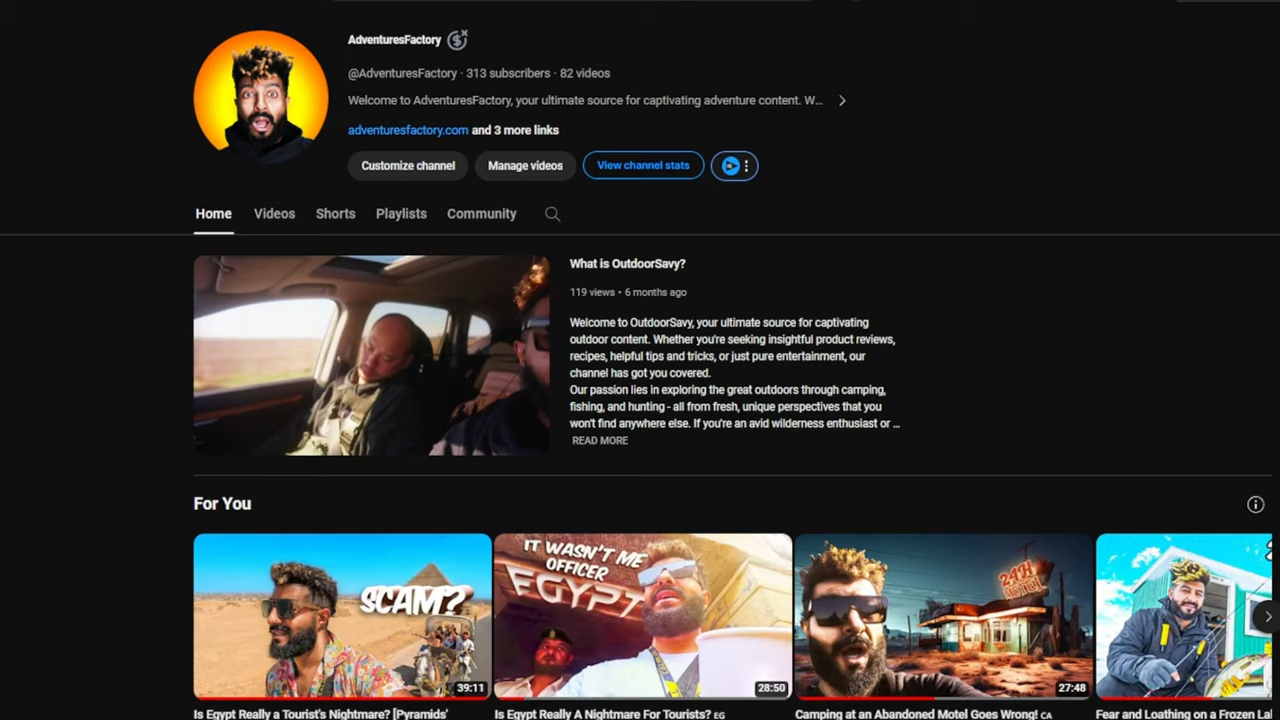 AdventuresFactory
@AdventuresFactory · 313 subscribers · 82 videos
Welcome to AdventuresFactory, your ultimate source for captivating adventure content. W...
adventuresfactory.com and 3 more links
Customize channel
Manage videos
View channel stats
Home
Videos
Shorts
Playlists
Community
What is OutdoorSavy?
119 views • 6 months ago
Welcome to OutdoorSavy, your ultimate source for captivating
outdoor content. Whether you're seeking insightful product reviews,
recipes, helpful tips and tricks, or just pure entertainment, our
channel has got you covered.
Our passion lies in exploring the great outdoors through camping,
fishing, and hunting - all from fresh, unique perspectives that you
won't find anywhere else. If you're an avid wilderness enthusiast or ...
READ MORE
For You
SCAM?
39:11
IT WASN'T ME
OFFICER
EGYPT
28:50
24H
MOTEL
27:48
Is Egypt Really a Tourist's Nightmare? [Pyramids'
Is Egypt Really A Nightmare For Tourists? EG
Camping at an Abandoned Motel Goes Wrong! CA
Fear and Loathing on a Frozen Lal